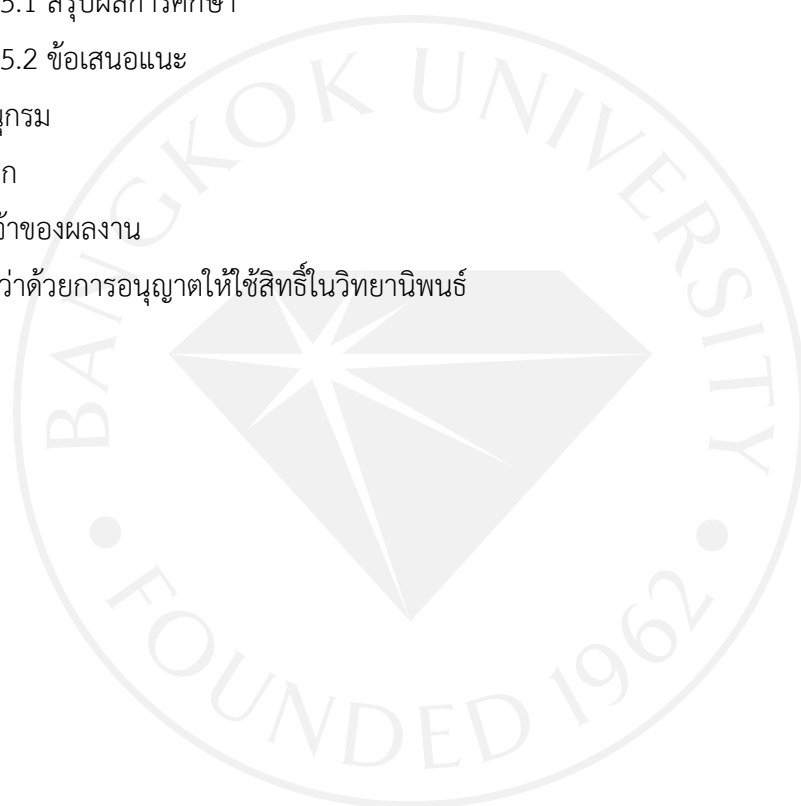 5.1 สรุปผลการศึกษา
5.2 ข้อเสนอแนะ
นุกรม
ก
จ้าของผลงาน
ว่าด้วยการอนุญาตให้ใช้สิทธิ์ในวิทยานิพนธ์
BANGKOK UNIVERSITY
FOUNDED 1962